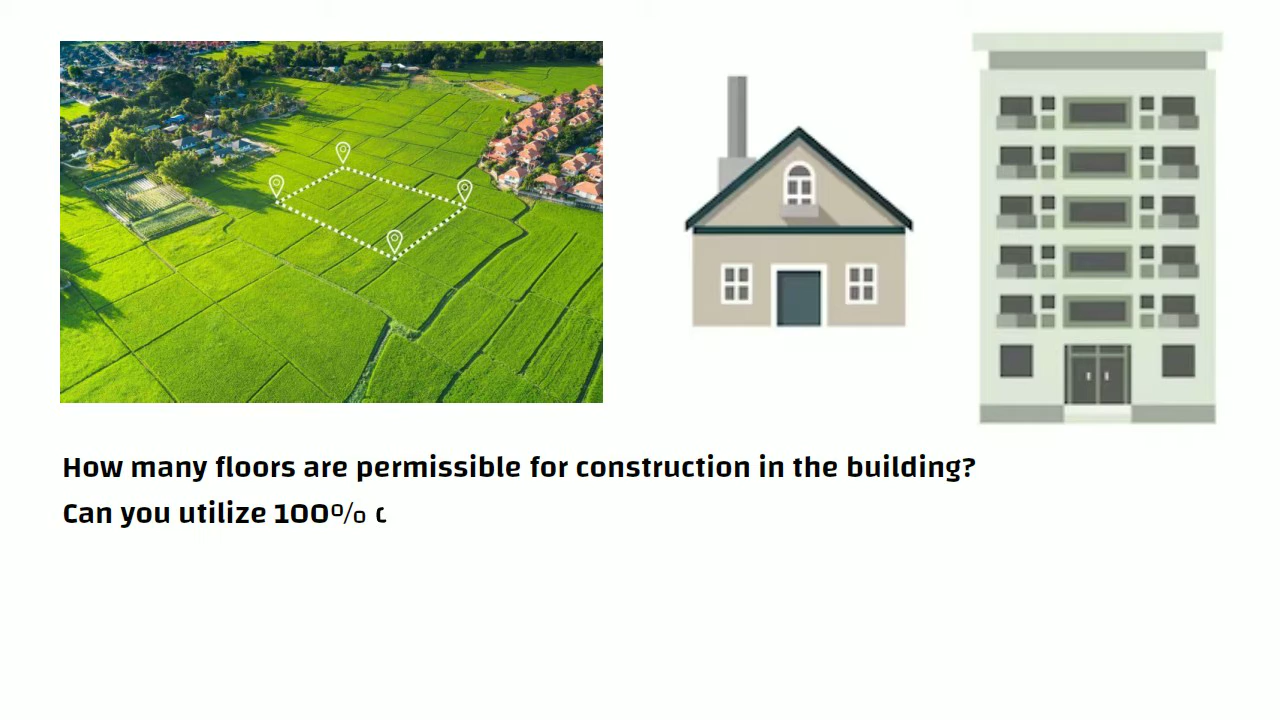 How many floors are permissible for construction in the building?
Can you utilize 100%